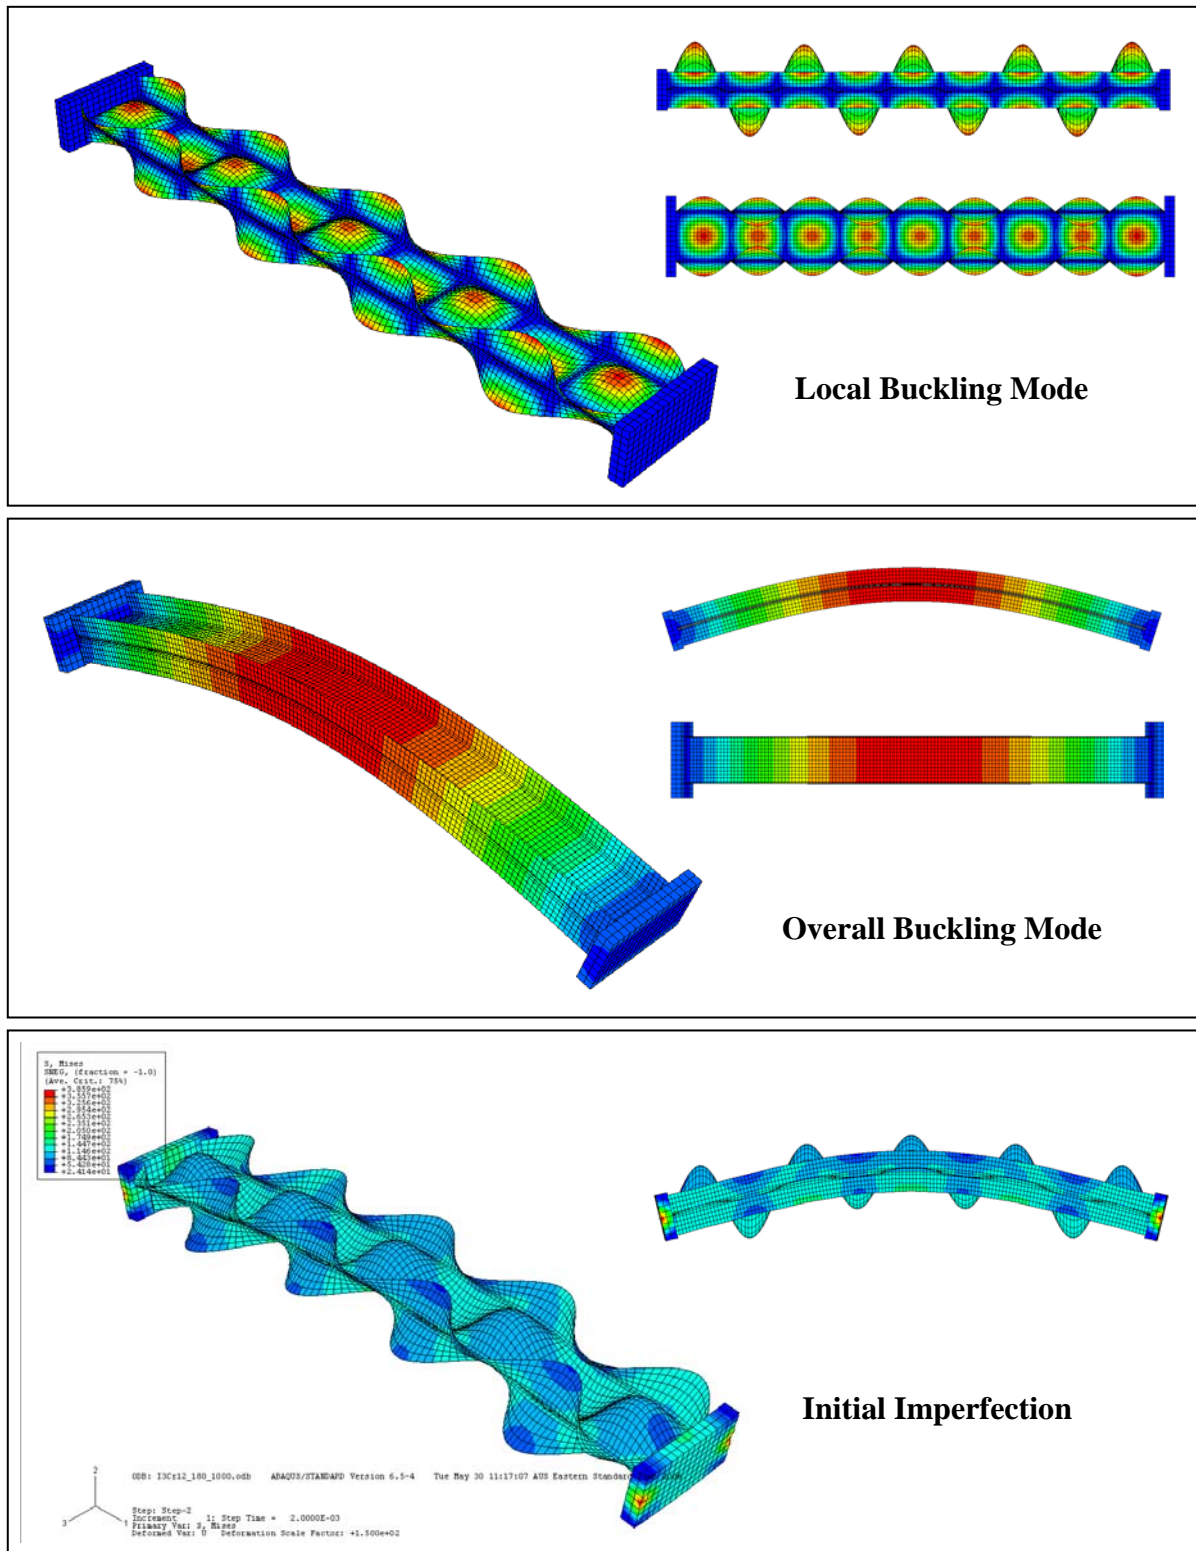 Local Buckling Mode
Overall Buckling Mode
S, Mises
SNEG, (fraction = -1.0)
(Ave. Crit.: 75%)
+3.859e+02
+3.557e+02
+3.256e+02
+2.954e+02
+2.653e+02
+2.351e+02
+2.050e+02
+1.749e+02
+1.447e+02
+1.146e+02
+8.443e+01
+5.428e+01
+2.414e+01
Initial Imperfection
2
3
1
ODB: I3Cr12_180_1000.odb ABAQUS/STANDARD Version 6.5-4 Tue May 30 11:17:07 AUS Eastern Standard
Step: Step-2
Increment 1: Step Time = 2.0000E-03
Primary Var: S, Mises
Deformed Var: U Deformation Scale Factor: +1.500e+02